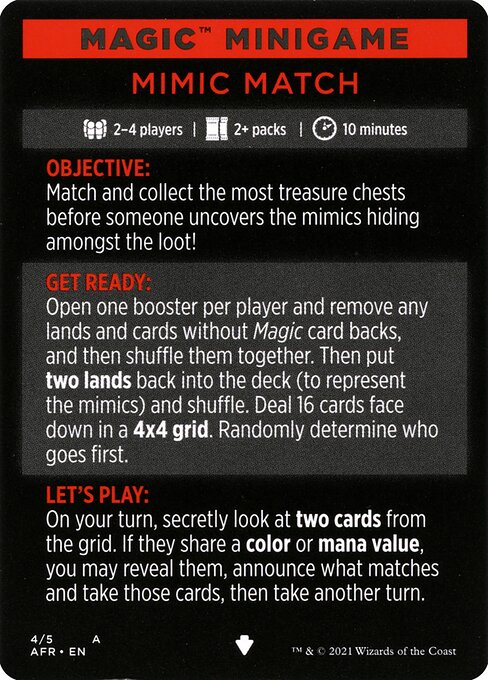 MAGIC™ MINIGAME
MIMIC MATCH
2–4 players | 2+ packs | 10 minutes
OBJECTIVE:
Match and collect the most treasure chests
before someone uncovers the mimics hiding
amongst the loot!
GET READY:
Open one booster per player and remove any
lands and cards without Magic card backs,
and then shuffle them together. Then put
two lands back into the deck (to represent
the mimics) and shuffle. Deal 16 cards face
down in a 4x4 grid. Randomly determine who
goes first.
LET'S PLAY:
On your turn, secretly look at two cards from
the grid. If they share a color or mana value,
you may reveal them, announce what matches
and take those cards, then take another turn.
4/5 A
AFR • EN
™ & © 2021 Wizards of the Coast